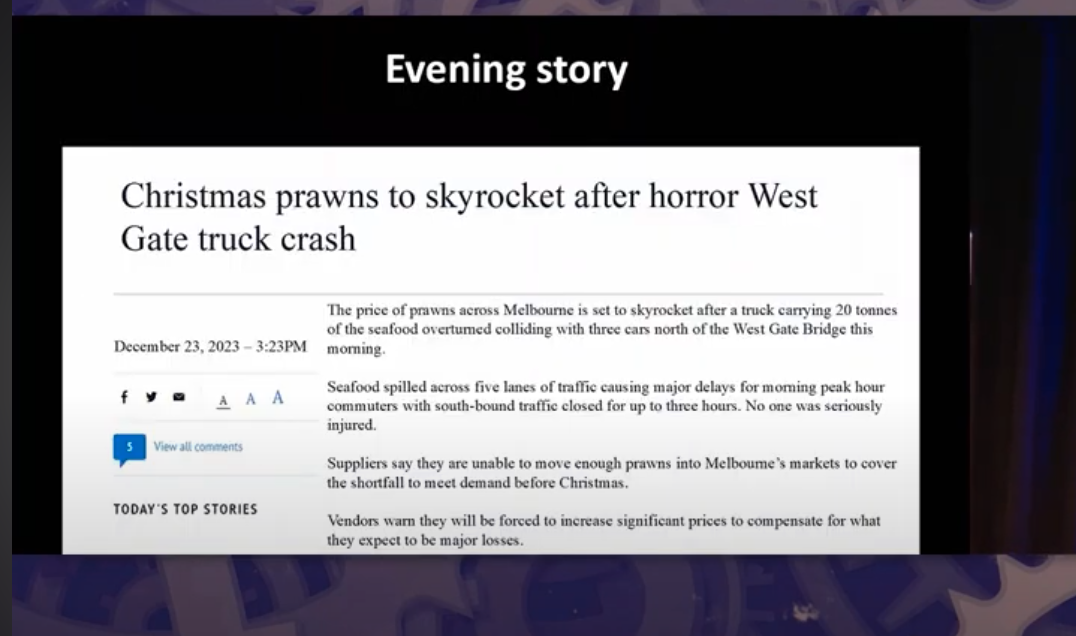 Evening story
Christmas prawns to skyrocket after horror West
Gate truck crash
The price of prawns across Melbourne is set to skyrocket after a truck carrying 20 tonnes
of the seafood overturned colliding with three cars north of the West Gate Bridge this
morning.
December 23, 2023 – 3:23PM
Seafood spilled across five lanes of traffic causing major delays for morning peak hour
commuters with south-bound traffic closed for up to three hours. No one was seriously
injured.
A A A
5 View all comments
Suppliers say they are unable to move enough prawns into Melbourne's markets to cover
the shortfall to meet demand before Christmas.
TODAY'S TOP STORIES
Vendors warn they will be forced to increase significant prices to compensate for what
they expect to be major losses.